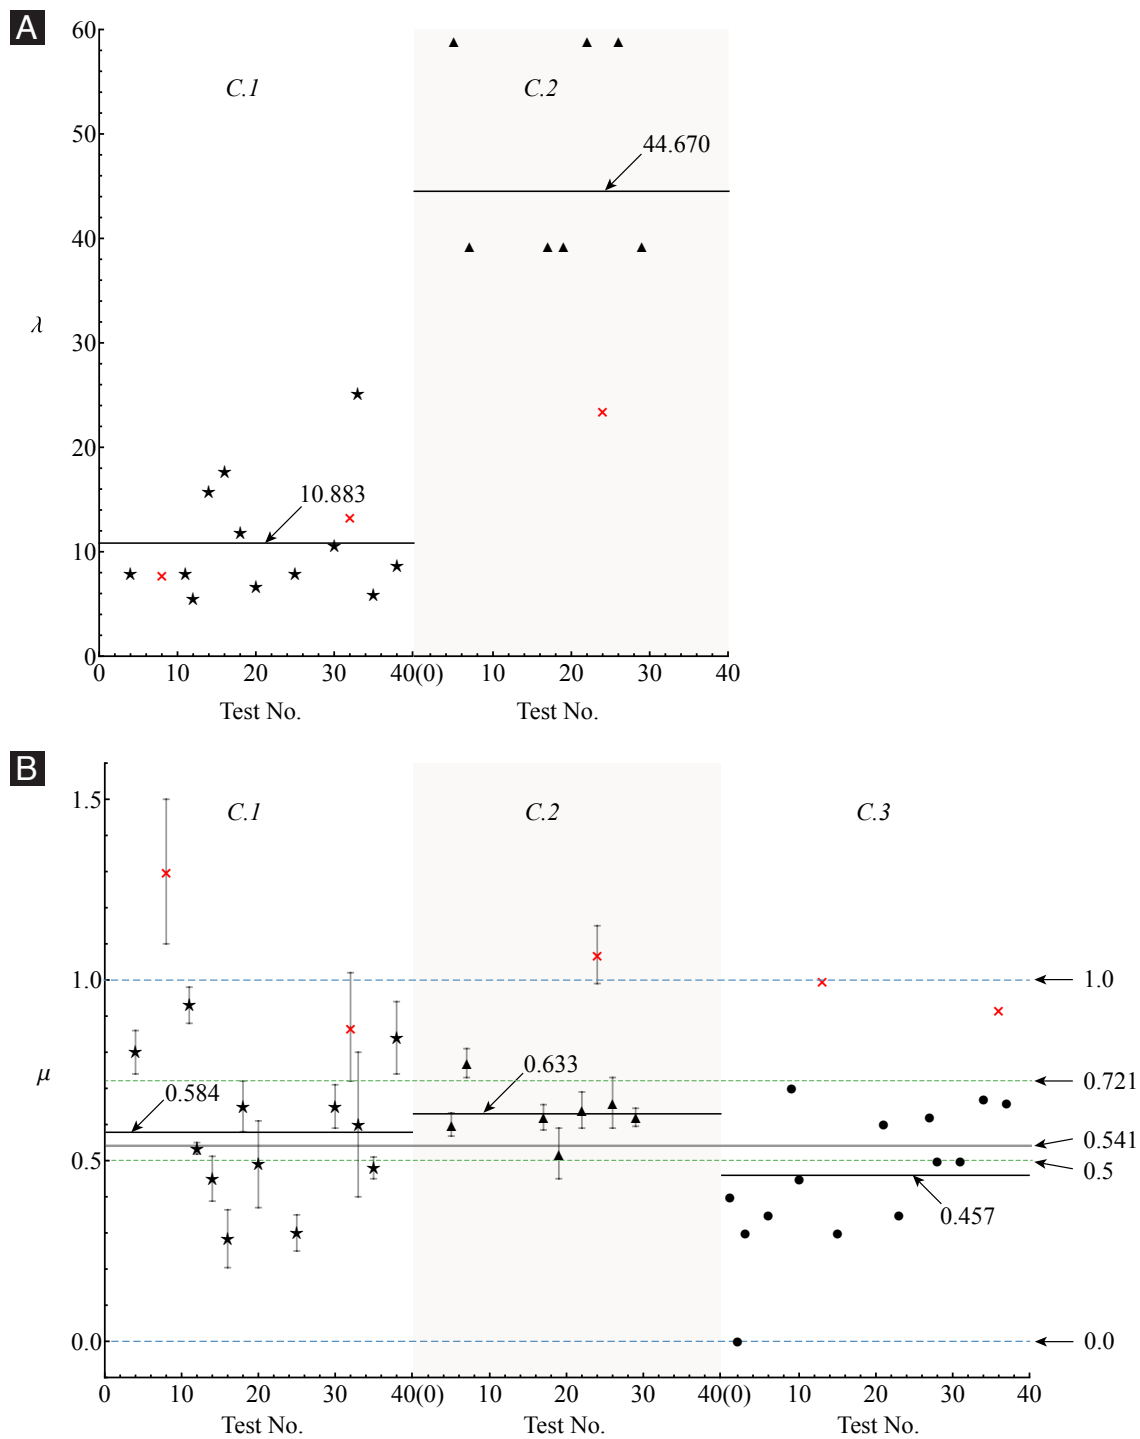 A
60
C.1
C.2
50
44.670
40
λ
30
20
10.883
10
0
0 10 20 30 40(0) 10 20 30 40
Test No. Test No.
B
1.5
C.1 C.2 C.3
1.0 1.0
0.633
μ 0.721
0.584
0.541
0.5 0.5
0.457
0.0 0.0
0 10 20 30 40(0) 10 20 30 40(0) 10 20 30 40
Test No. Test No. Test No.